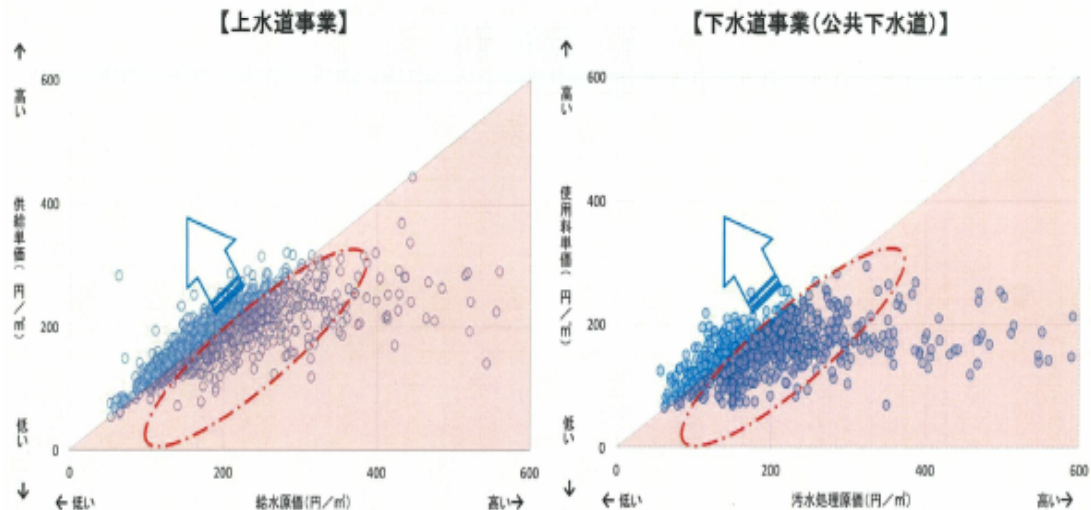 【上水道事業】
↑
高い
供給単価(円/㎥)
低い
↓
600
400
200
0
0
200
400
600
←低い
給水原価(円/㎥)
高い→
【下水道事業(公共下水道)】
↑
高い
使用料単価(円/㎥)
低い
↓
600
400
200
0
0
200
400
600
←低い
汚水処理原価(円/㎥)
高い→